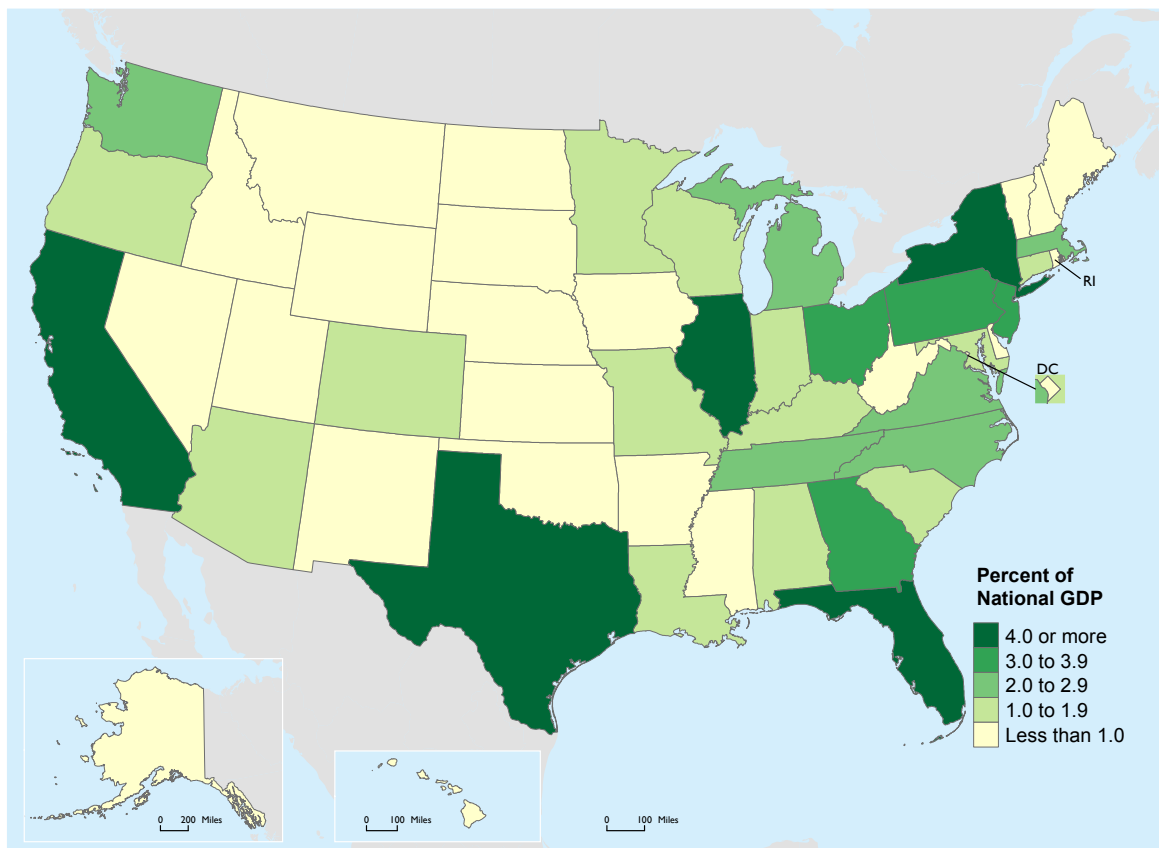 RI
DC
Percent of
National GDP
4.0 or more
3.0 to 3.9
2.0 to 2.9
1.0 to 1.9
Less than 1.0
0 200 Miles
0 100 Miles
0 100 Miles